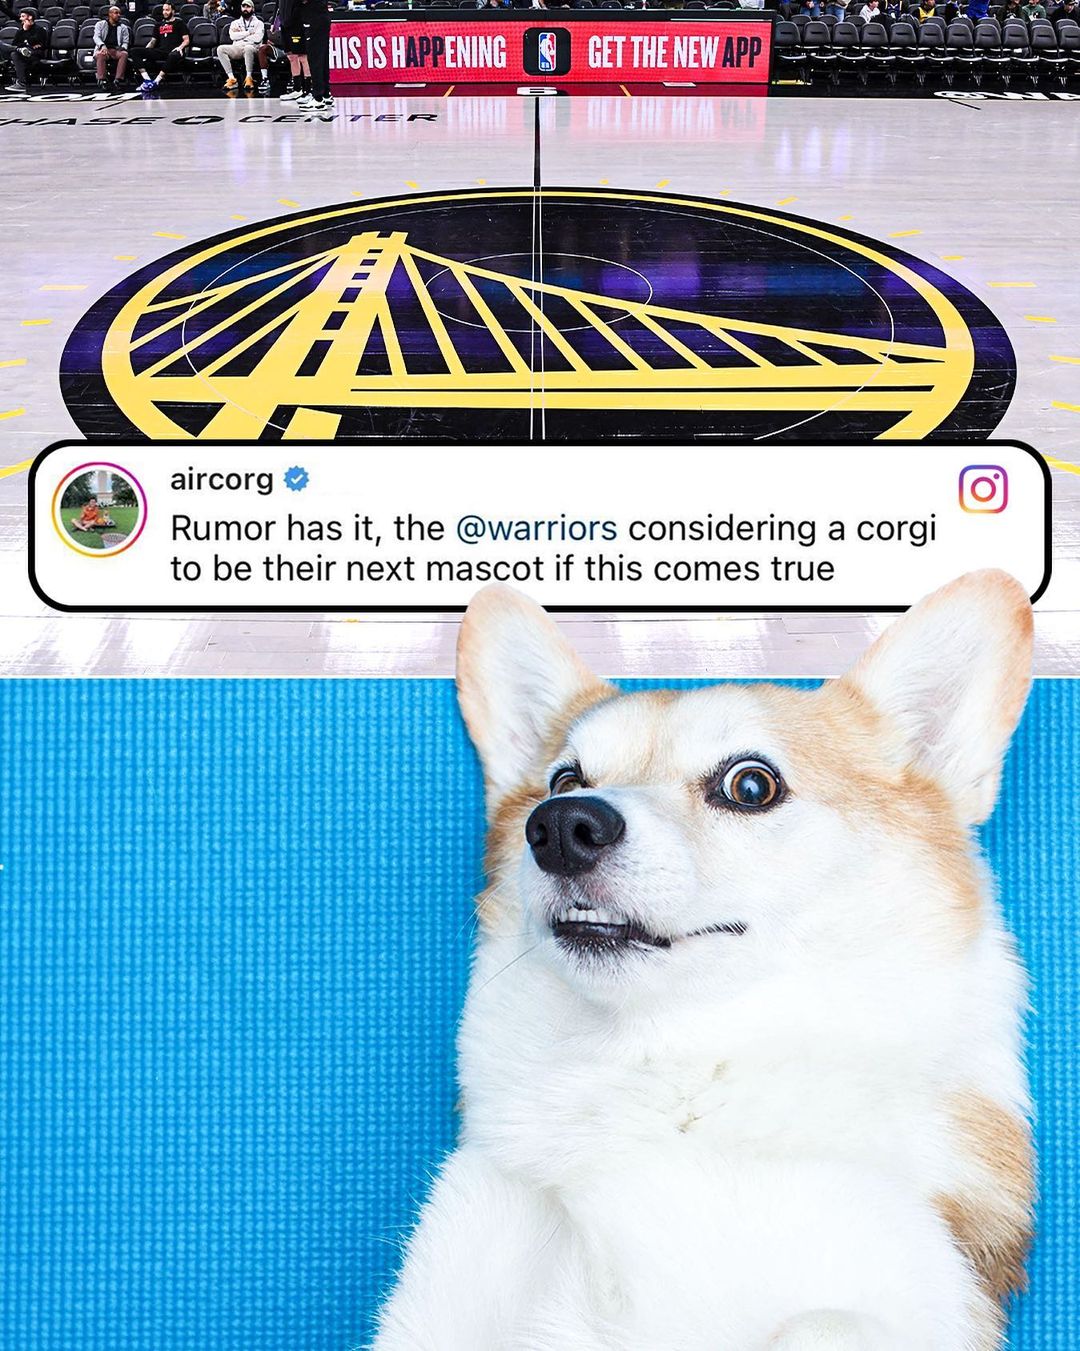 HIS IS HAPPENING GET THE NEW APP
HASE CENTER
aircorg
Rumor has it, the @warriors considering a corgi
to be their next mascot if this comes true